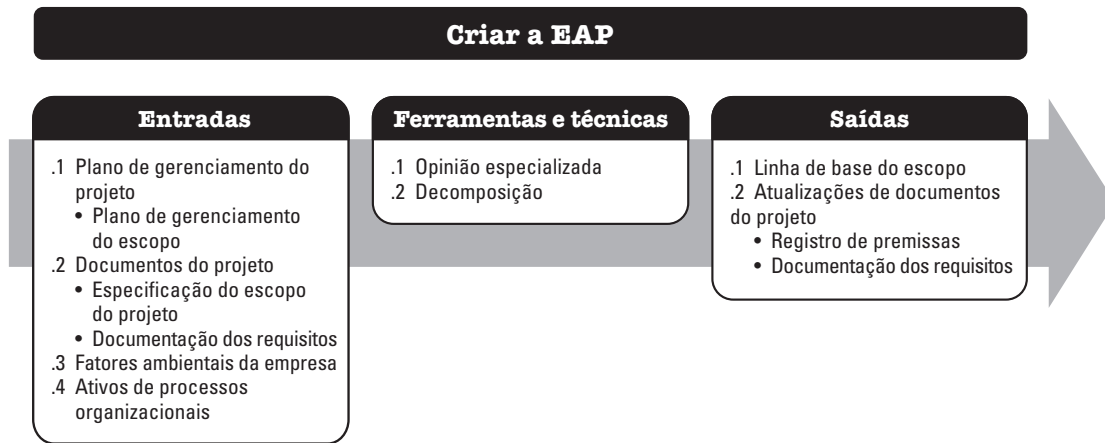 Criar a EAP
Entradas
.1 Plano de gerenciamento do
projeto
• Plano de gerenciamento
do escopo
.2 Documentos do projeto
• Especificação do escopo
do projeto
• Documentação dos requisitos
.3 Fatores ambientais da empresa
.4 Ativos de processos
organizacionais
Ferramentas e técnicas
.1 Opinião especializada
.2 Decomposição
Saídas
.1 Linha de base do escopo
.2 Atualizações de documentos
do projeto
• Registro de premissas
• Documentação dos requisitos